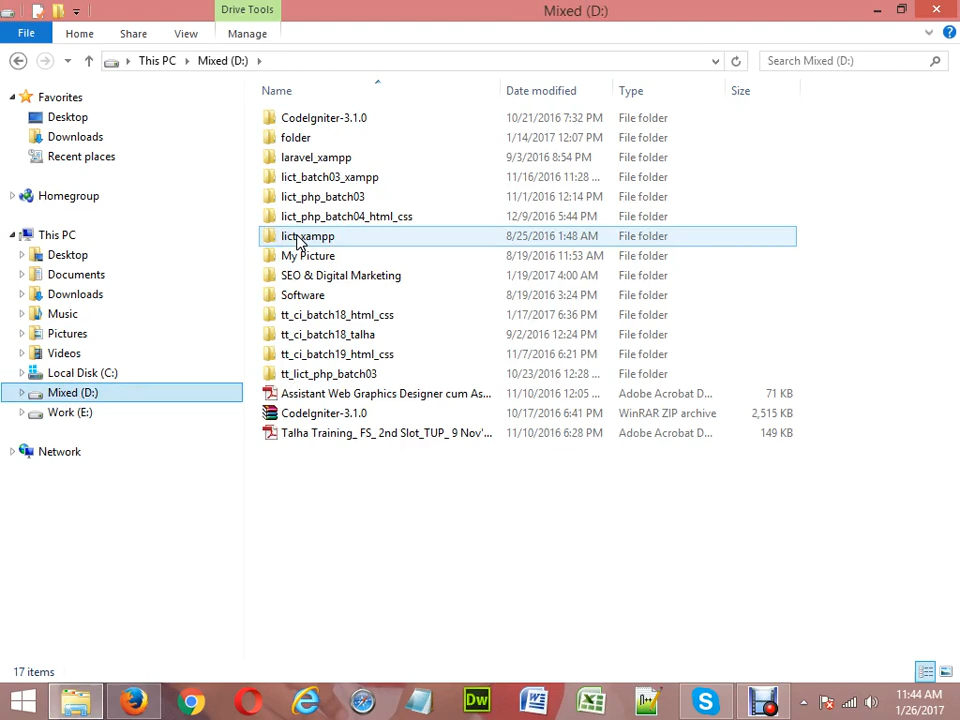 Drive Tools
Mixed (D:)
File Home Share View Manage
This PC Mixed (D:)
Search Mixed (D:)
Name Date modified Type Size
Favorites
Desktop
Downloads
Recent places
Homegroup
This PC
Desktop
Documents
Downloads
Music
Pictures
Videos
Local Disk (C:)
Mixed (D:)
Work (E:)
Network
CodeIgniter-3.1.0 10/21/2016 7:32 PM File folder
folder 1/14/2017 12:07 PM File folder
laravel_xampp 9/3/2016 8:54 PM File folder
lict_batch03_xampp 11/16/2016 11:28 ... File folder
lict_php_batch03 11/1/2016 12:14 PM File folder
lict_php_batch04_html_css 12/9/2016 5:44 PM File folder
lict_xampp 8/25/2016 1:48 AM File folder
My Picture 8/19/2016 11:53 AM File folder
SEO & Digital Marketing 1/19/2017 4:00 AM File folder
Software 8/19/2016 3:24 PM File folder
tt_ci_batch18_html_css 1/17/2017 6:36 PM File folder
tt_ci_batch18_talha 9/2/2016 12:24 PM File folder
tt_ci_batch19_html_css 11/7/2016 6:21 PM File folder
tt_lict_php_batch03 10/23/2016 12:28 ... File folder
Assistant Web Graphics Designer cum As... 11/10/2016 12:05 ... Adobe Acrobat D... 71 KB
CodeIgniter-3.1.0 10/17/2016 6:41 PM WinRAR ZIP archive 2,515 KB
Talha Training_ FS_ 2nd Slot_TUP_ 9 Nov'... 11/10/2016 6:28 PM Adobe Acrobat D... 149 KB
17 items
Dw
11:44 AM
1/26/2017